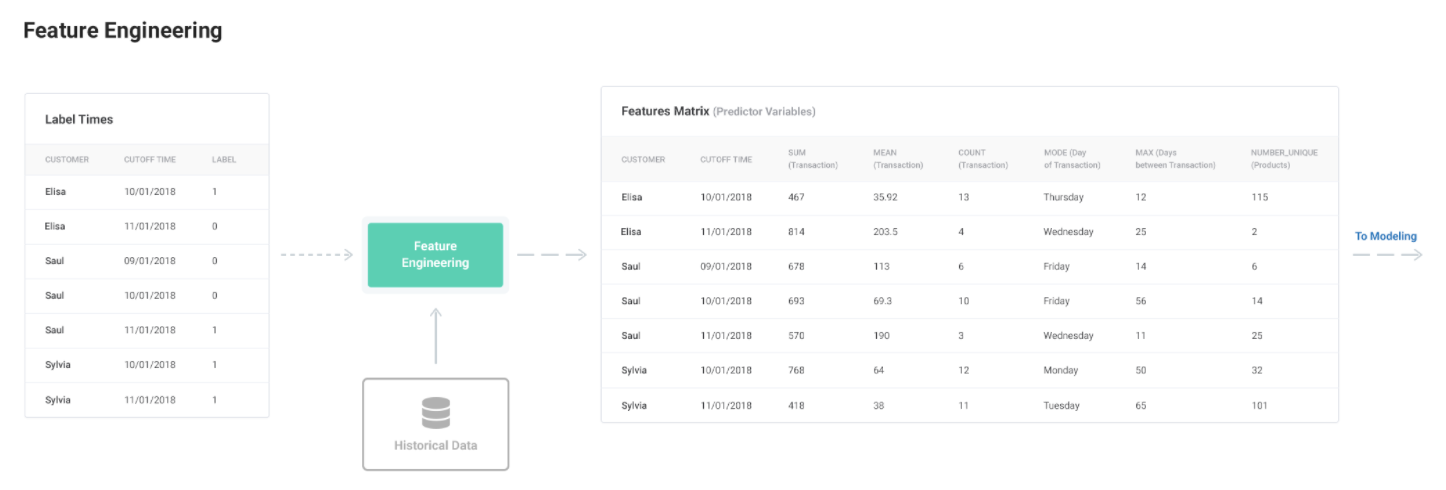 Feature Engineering
Label Times
CUSTOMER CUTOFF TIME LABEL
Elisa 10/01/2018 1
Elisa 11/01/2018 0
Saul 09/01/2018 0
Saul 10/01/2018 0
Saul 11/01/2018 1
Sylvia 10/01/2018 1
Sylvia 11/01/2018 1
Feature
Engineering
Historical Data
Features Matrix (Predictor Variables)
CUSTOMER CUTOFF TIME SUM MEAN COUNT MODE (Day MAX (Days NUMBER_UNIQUE
(Transaction) (Transaction) (Transaction) of Transaction) between Transaction) (Products)
Elisa 10/01/2018 467 35.92 13 Thursday 12 115
Elisa 11/01/2018 814 203.5 4 Wednesday 25 2
Saul 09/01/2018 678 113 6 Friday 14 6
Saul 10/01/2018 693 69.3 10 Friday 56 14
Saul 11/01/2018 570 190 3 Wednesday 11 25
Sylvia 10/01/2018 768 64 12 Monday 50 32
Sylvia 11/01/2018 418 38 11 Tuesday 65 101
To Modeling